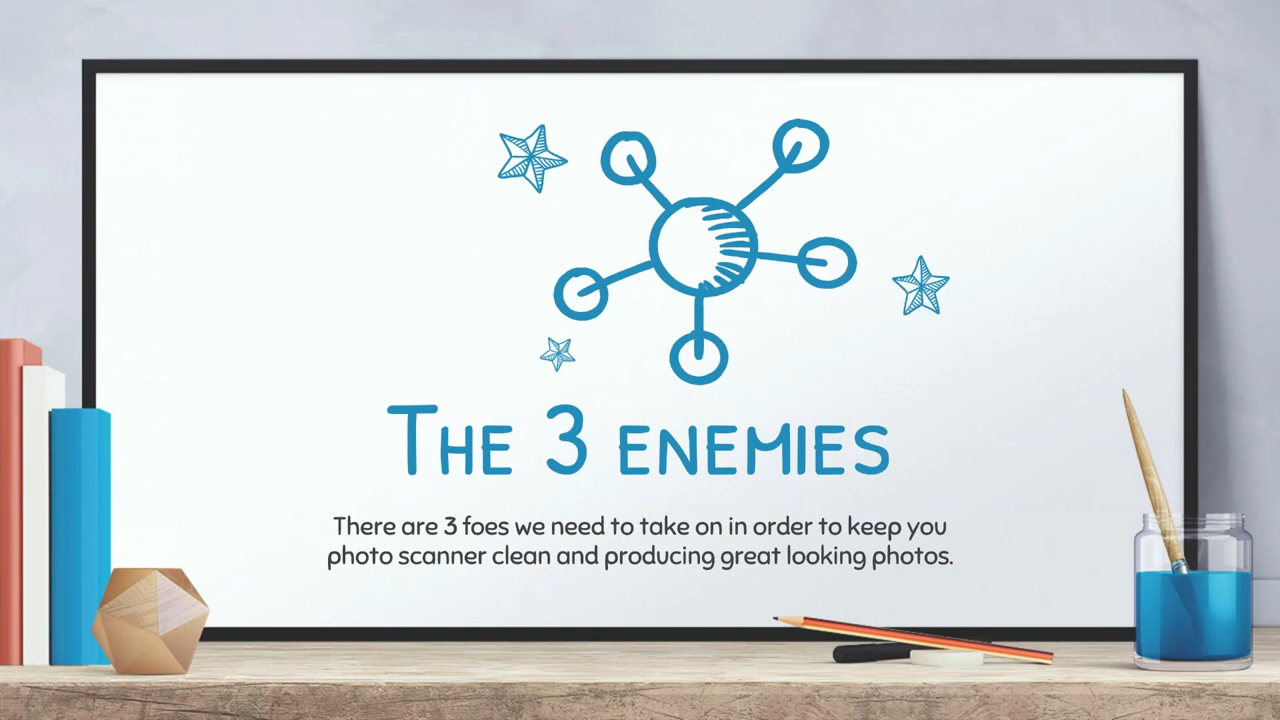 The 3 enemies
There are 3 foes we need to take on in order to keep you
photo scanner clean and producing great looking photos.